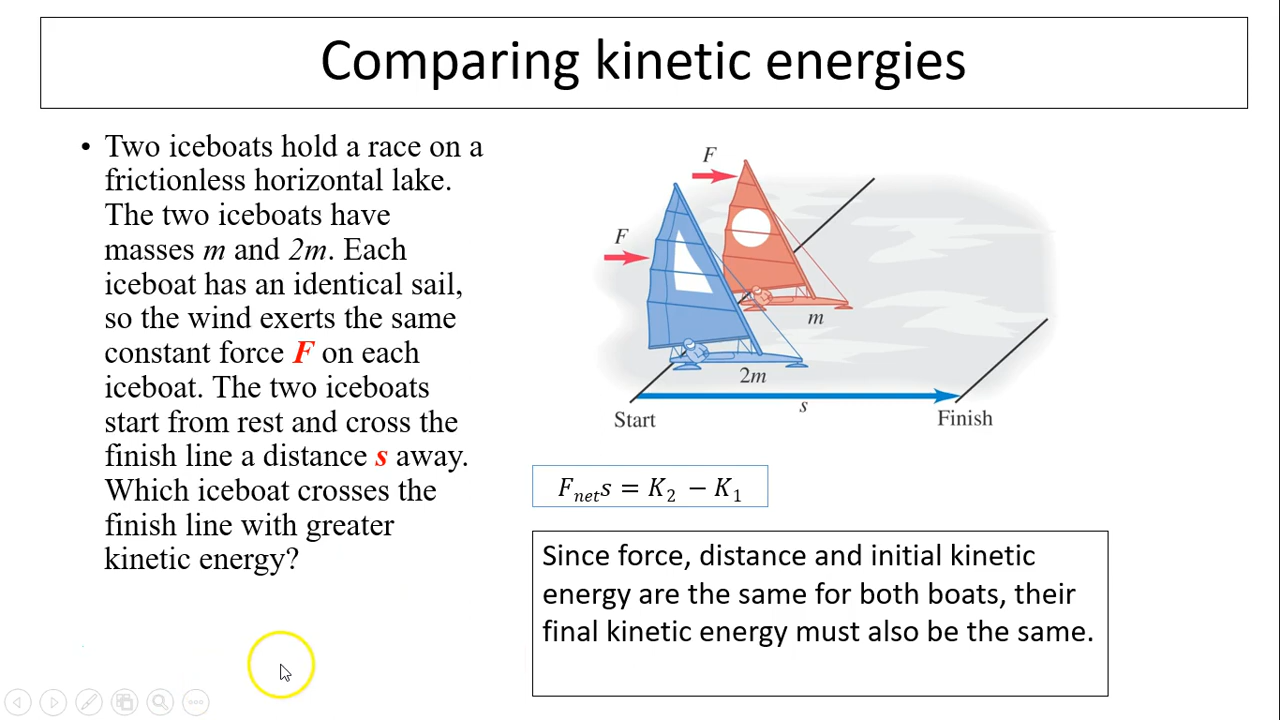 Comparing kinetic energies
• Two iceboats hold a race on a
frictionless horizontal lake.
The two iceboats have
masses m and 2m. Each
iceboat has an identical sail,
so the wind exerts the same
constant force F on each
iceboat. The two iceboats
start from rest and cross the
finish line a distance s away.
Which iceboat crosses the
finish line with greater
kinetic energy?
F
F
m
2m
s
Start
Finish
F_net s = K_2 − K_1
Since force, distance and initial kinetic
energy are the same for both boats, their
final kinetic energy must also be the same.